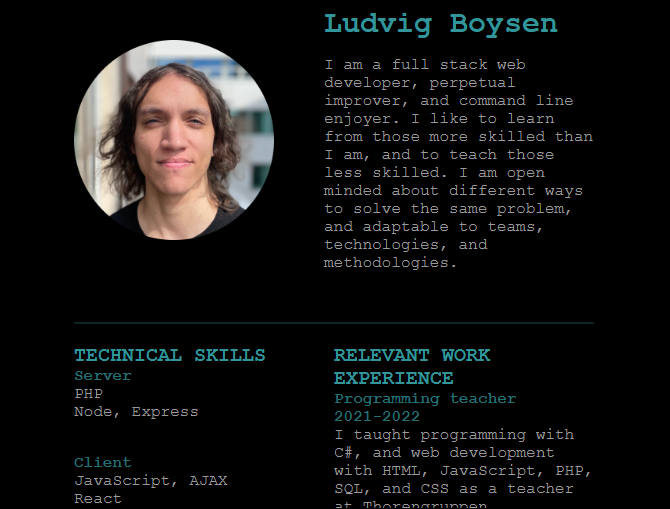 Ludvig Boysen
I am a full stack web
developer, perpetual
improver, and command line
enjoyer. I like to learn
from those more skilled than
I am, and to teach those
less skilled. I am open
minded about different ways
to solve the same problem,
and adaptable to teams,
technologies, and
methodologies.
TECHNICAL SKILLS
Server
PHP
Node, Express
Client
JavaScript, AJAX
React
RELEVANT WORK
EXPERIENCE
Programming teacher
2021-2022
I taught programming with
C#, and web development
with HTML, JavaScript, PHP,
SQL, and CSS as a teacher
at Thorengruppen